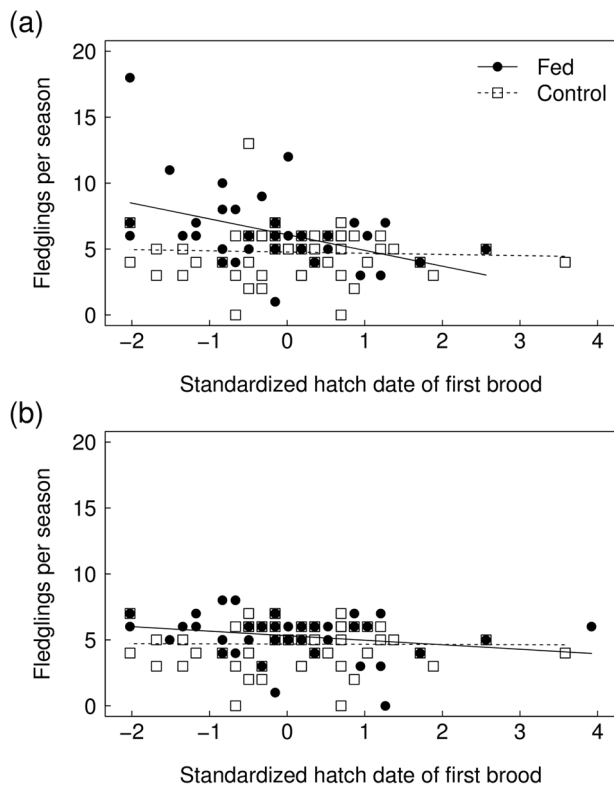 (a)
20
15
10
5
0
Fledglings per season
Fed
Control
−2 −1 0 1 2 3 4
Standardized hatch date of first brood
(b)
20
15
10
5
0
Fledglings per season
−2 −1 0 1 2 3 4
Standardized hatch date of first brood